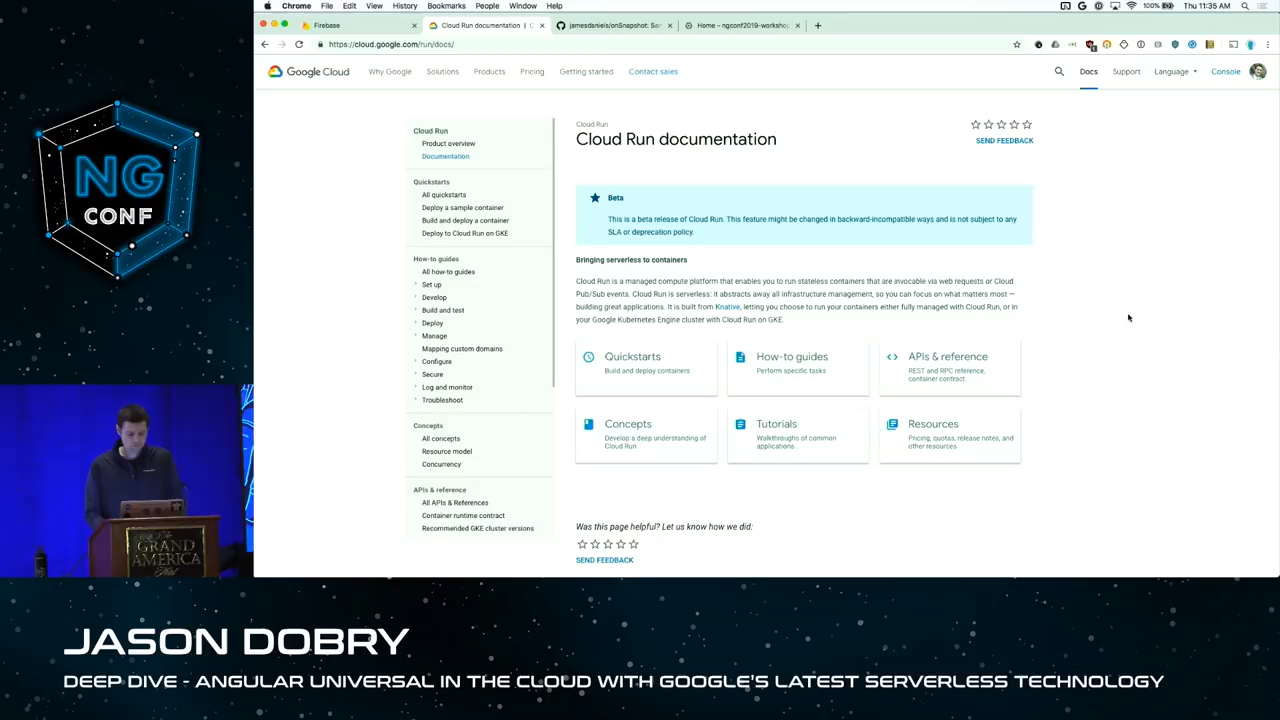 Chrome File Edit View History Bookmarks People Window Help
100%
Thu 11:35 AM
Firebase
Cloud Run documentation | C
jamesdaniels/onSnapshot: Sa
Home – ngconf2019-worksho
https://cloud.google.com/run/docs/
Google Cloud Why Google Solutions Products Pricing Getting started Contact sales Docs Support Language Console
NG
CONF
Cloud Run
Product overview
Documentation
Quickstarts
All quickstarts
Deploy a sample container
Build and deploy a container
Deploy to Cloud Run on GKE
How-to guides
All how-to guides
Set up
Develop
Build and test
Deploy
Manage
Mapping custom domains
Configure
Secure
Log and monitor
Troubleshoot
Concepts
All concepts
Resource model
Concurrency
APIs & reference
All APIs & References
Container runtime contract
Recommended GKE cluster versions
Cloud Run
Cloud Run documentation
SEND FEEDBACK
Beta
This is a beta release of Cloud Run. This feature might be changed in backward-incompatible ways and is not subject to any
SLA or deprecation policy.
Bringing serverless to containers
Cloud Run is a managed compute platform that enables you to run stateless containers that are invocable via web requests or Cloud
Pub/Sub events. Cloud Run is serverless: it abstracts away all infrastructure management, so you can focus on what matters most —
building great applications. It is built from Knative, letting you choose to run your containers either fully managed with Cloud Run, or in
your Google Kubernetes Engine cluster with Cloud Run on GKE.
Quickstarts
Build and deploy containers
How-to guides
Perform specific tasks
APIs & reference
REST and RPC reference,
container contract.
Concepts
Develop a deep understanding of
Cloud Run
Tutorials
Walkthroughs of common
applications
Resources
Pricing, quotas, release notes, and
other resources.
Was this page helpful? Let us know how we did:
SEND FEEDBACK
THE
GRAND
AMERICA
Hotel
JASON DOBRY
DEEP DIVE - ANGULAR UNIVERSAL IN THE CLOUD WITH GOOGLE'S LATEST SERVERLESS TECHNOLOGY